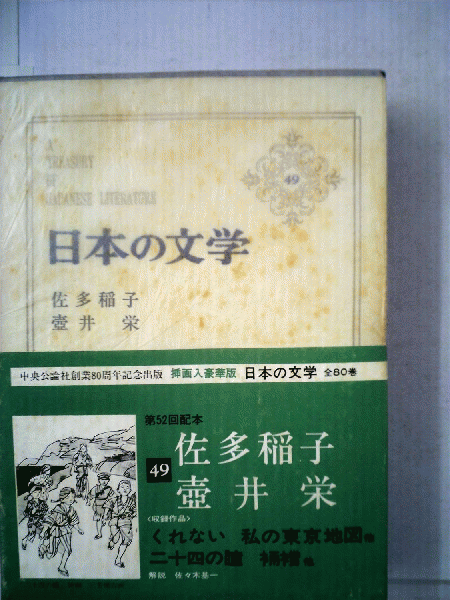 A
TREASURY
OF
JAPANESE LITERATURE
49
日本の文学
佐多稲子
壺井 栄
中央公論社創業80周年記念出版 挿画入豪華版 日本の文学 全80巻
第52回配本
49
佐多稲子
壺井 栄
〈収録作品〉
くれない 私の東京地図他
二十四の瞳 裲襠他
解説 佐々木基一